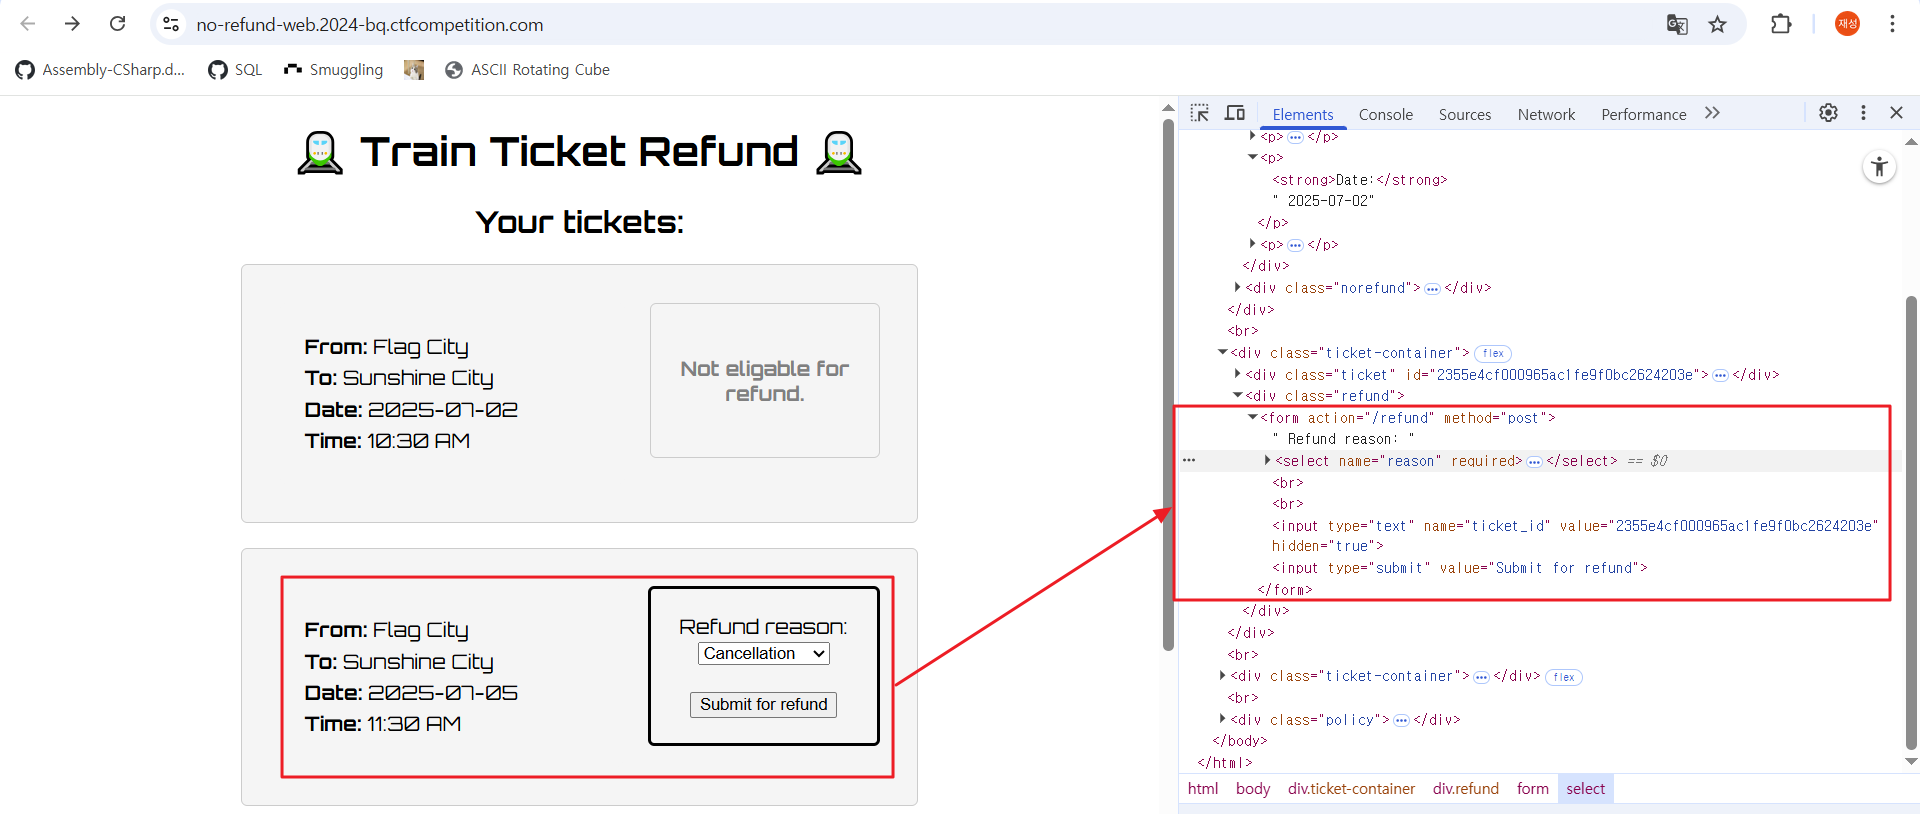 no-refund-web.2024-bq.ctfcompetition.com
재성
Assembly-CSharp.d...
SQL
Smuggling
ASCII Rotating Cube
Train Ticket Refund
Your tickets:
From: Flag City
To: Sunshine City
Date: 2025-07-02
Time: 10:30 AM
Not eligable for
refund.
From: Flag City
To: Sunshine City
Date: 2025-07-05
Time: 11:30 AM
Refund reason:
Cancellation
Submit for refund
Elements Console Sources Network Performance
<p> … </p>
<p>
<strong>Date:</strong>
" 2025-07-02"
</p>
<p> … </p>
</div>
<div class="norefund"> … </div>
</div>
<br>
<div class="ticket-container"> flex
<div class="ticket" id="2355e4cf000965ac1fe9f0bc2624203e"> … </div>
<div class="refund">
<form action="/refund" method="post">
" Refund reason: "
… <select name="reason" required> … </select> == $0
<br>
<br>
<input type="text" name="ticket_id" value="2355e4cf000965ac1fe9f0bc2624203e"
hidden="true">
<input type="submit" value="Submit for refund">
</form>
</div>
</div>
<br>
<div class="ticket-container"> … </div> flex
<br>
<div class="policy"> … </div>
</body>
</html>
html body div.ticket-container div.refund form select